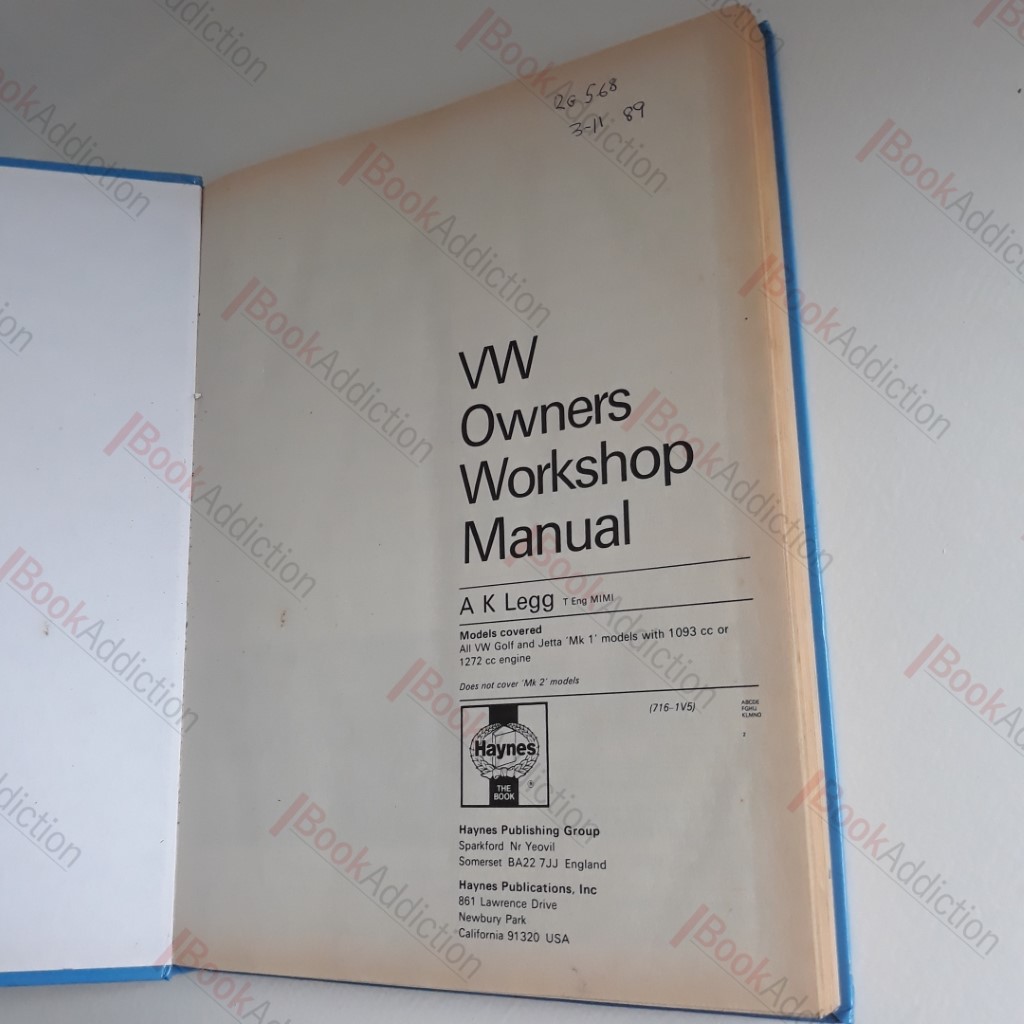 RG 568
3-11 89
VW
Owners
Workshop
Manual
A K Legg T Eng MIMI
Models covered
All VW Golf and Jetta 'Mk 1' models with 1093 cc or
1272 cc engine
Does not cover 'Mk 2' models
(716-1V5)
ABCDE
FGHIJ
KLMNO
Haynes
®
THE
BOOK
Haynes Publishing Group
Sparkford Nr Yeovil
Somerset BA22 7JJ England
Haynes Publications, Inc
861 Lawrence Drive
Newbury Park
California 91320 USA
BookAddiction